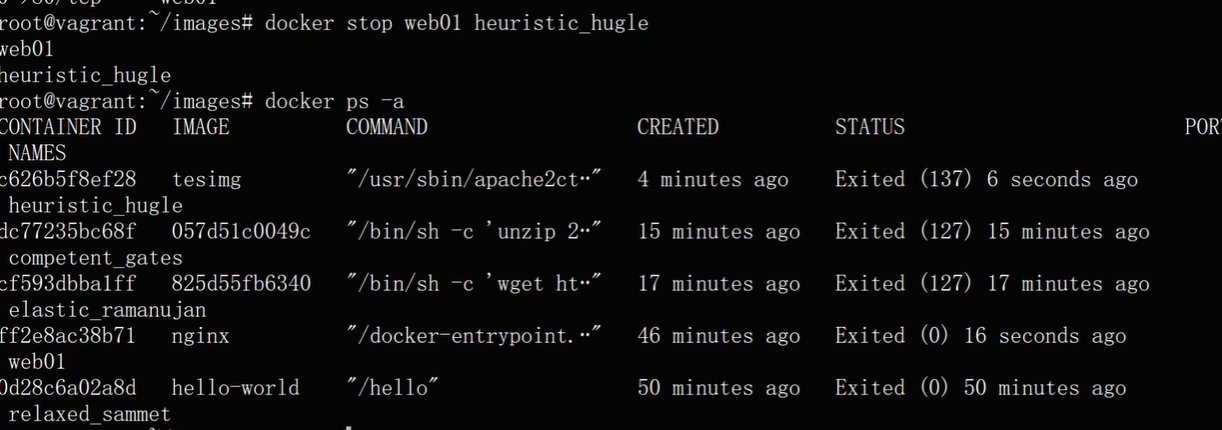 root@vagrant:~/images# docker stop web01 heuristic_hugle
web01
heuristic_hugle
root@vagrant:~/images# docker ps -a
CONTAINER ID IMAGE COMMAND CREATED STATUS POR
NAMES
c626b5f8ef28 tesimg "/usr/sbin/apache2ct…" 4 minutes ago Exited (137) 6 seconds ago
heuristic_hugle
dc77235bc68f 057d51c0049c "/bin/sh -c 'unzip 2…" 15 minutes ago Exited (127) 15 minutes ago
competent_gates
cf593dbba1ff 825d55fb6340 "/bin/sh -c 'wget ht…" 17 minutes ago Exited (127) 17 minutes ago
elastic_ramanujan
ff2e8ac38b71 nginx "/docker-entrypoint.…" 46 minutes ago Exited (0) 16 seconds ago
web01
0d28c6a02a8d hello-world "/hello" 50 minutes ago Exited (0) 50 minutes ago
relaxed_sammet